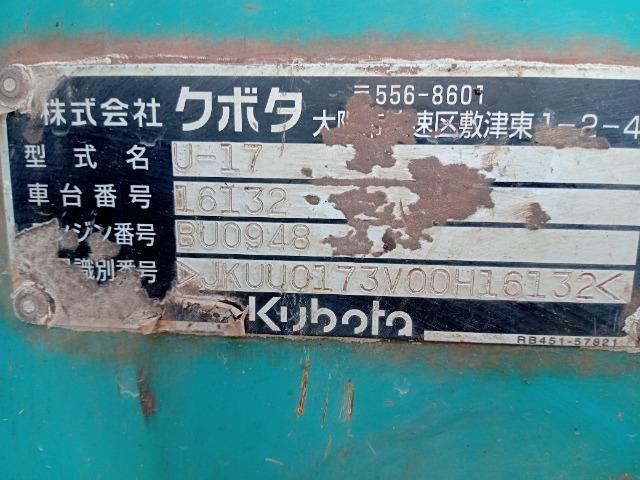 〒556-8601
株式会社 クボタ 大阪 速区敷津東 1-2-4
型式名 U-17
車台番号 16132
ジン番号 BU0948
識別番号 >JKUU0173V00H16132<
Kubota
RB451-57821